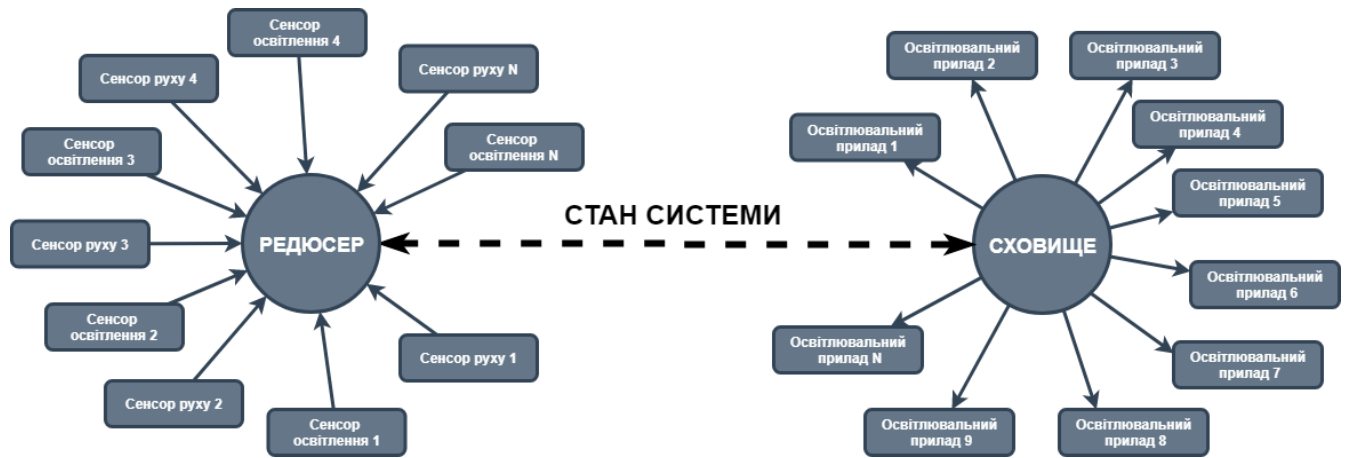 Сенсор
освітлення 4
Сенсор руху 4
Сенсор руху N
Сенсор
освітлення 3
Сенсор
освітлення N
Сенсор руху 3
РЕДЮСЕР
Сенсор
освітлення 2
Сенсор руху 1
Сенсор руху 2
Сенсор
освітлення 1
СТАН СИСТЕМИ
Освітлювальний
прилад 2
Освітлювальний
прилад 3
Освітлювальний
прилад 1
Освітлювальний
прилад 4
Освітлювальний
прилад 5
СХОВИЩЕ
Освітлювальний
прилад 6
Освітлювальний
прилад N
Освітлювальний
прилад 7
Освітлювальний
прилад 9
Освітлювальний
прилад 8